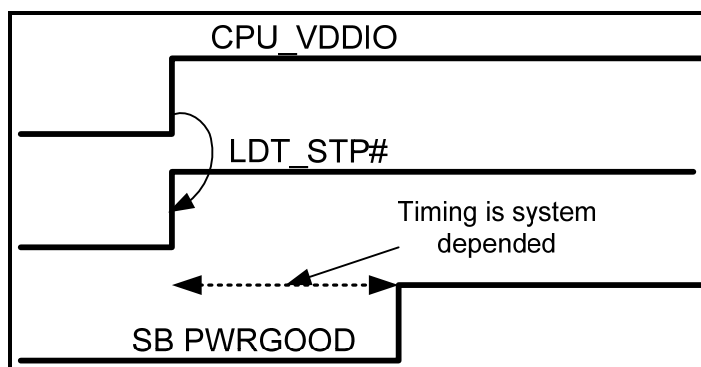 CPU_VDDIO
LDT_STP#
Timing is system
depended
SB PWRGOOD